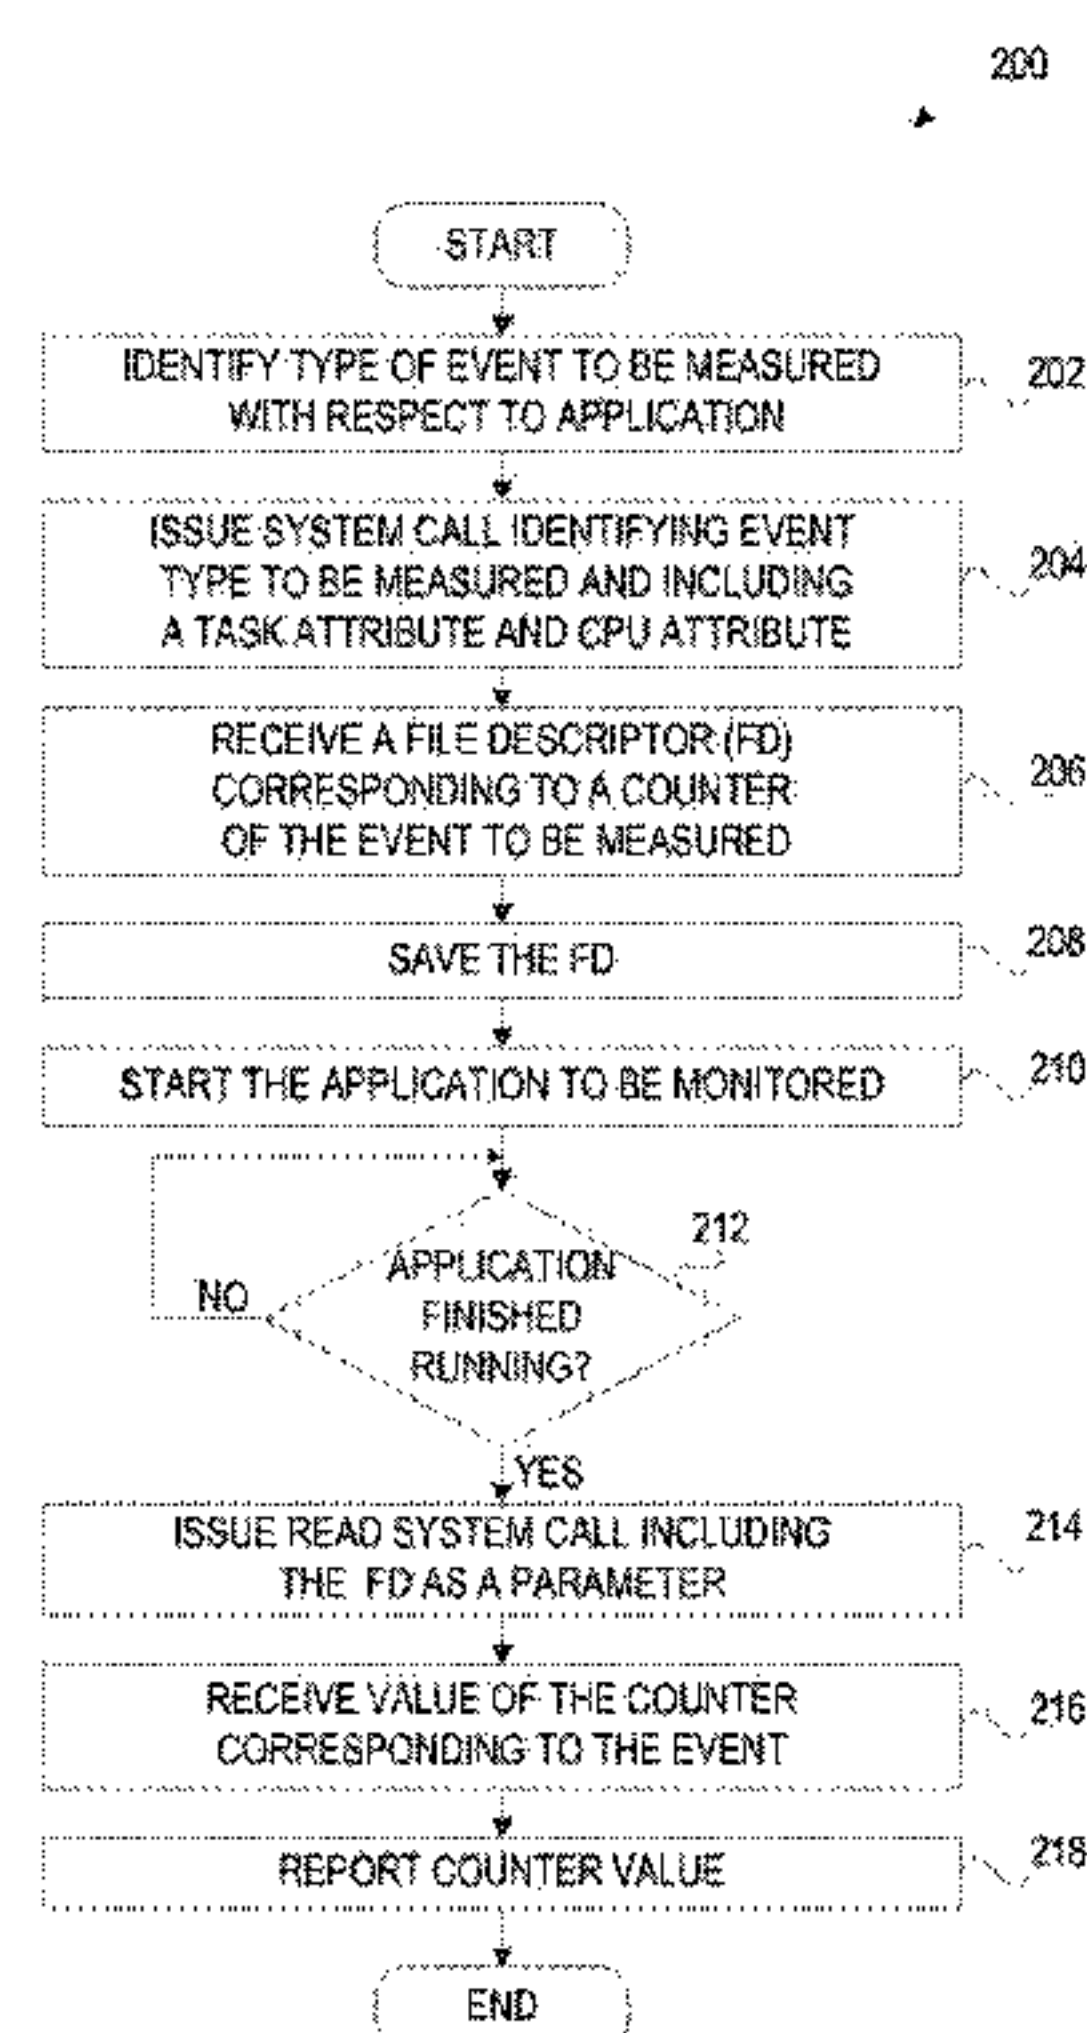 200
START
IDENTIFY TYPE OF EVENT TO BE MEASURED
WITH RESPECT TO APPLICATION
202
ISSUE SYSTEM CALL IDENTIFYING EVENT
TYPE TO BE MEASURED AND INCLUDING
A TASK ATTRIBUTE AND CPU ATTRIBUTE
204
RECEIVE A FILE DESCRIPTOR (FD)
CORRESPONDING TO A COUNTER
OF THE EVENT TO BE MEASURED
206
SAVE THE FD
208
START THE APPLICATION TO BE MONITORED
210
212
APPLICATION
FINISHED
RUNNING?
NO
YES
ISSUE READ SYSTEM CALL INCLUDING
THE FD AS A PARAMETER
214
RECEIVE VALUE OF THE COUNTER
CORRESPONDING TO THE EVENT
216
REPORT COUNTER VALUE
218
END